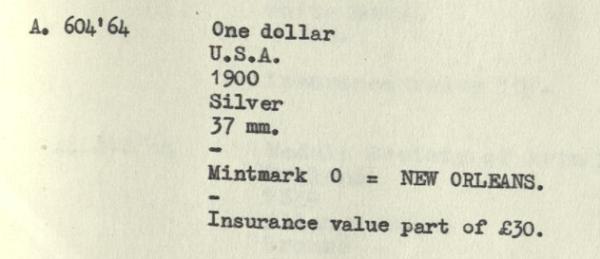 A. 604'64 One dollar
U.S.A.
1900
Silver
37 mm.
-
Mintmark O = NEW ORLEANS.
-
Insurance value part of £30.